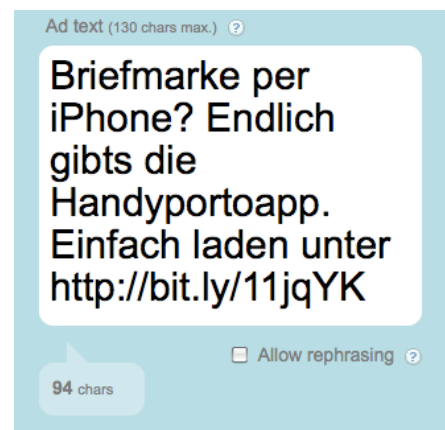 Ad text (130 chars max.) ?
Briefmarke per
iPhone? Endlich
gibts die
Handyportoapp.
Einfach laden unter
http://bit.ly/11jqYK
Allow rephrasing ?
94 chars